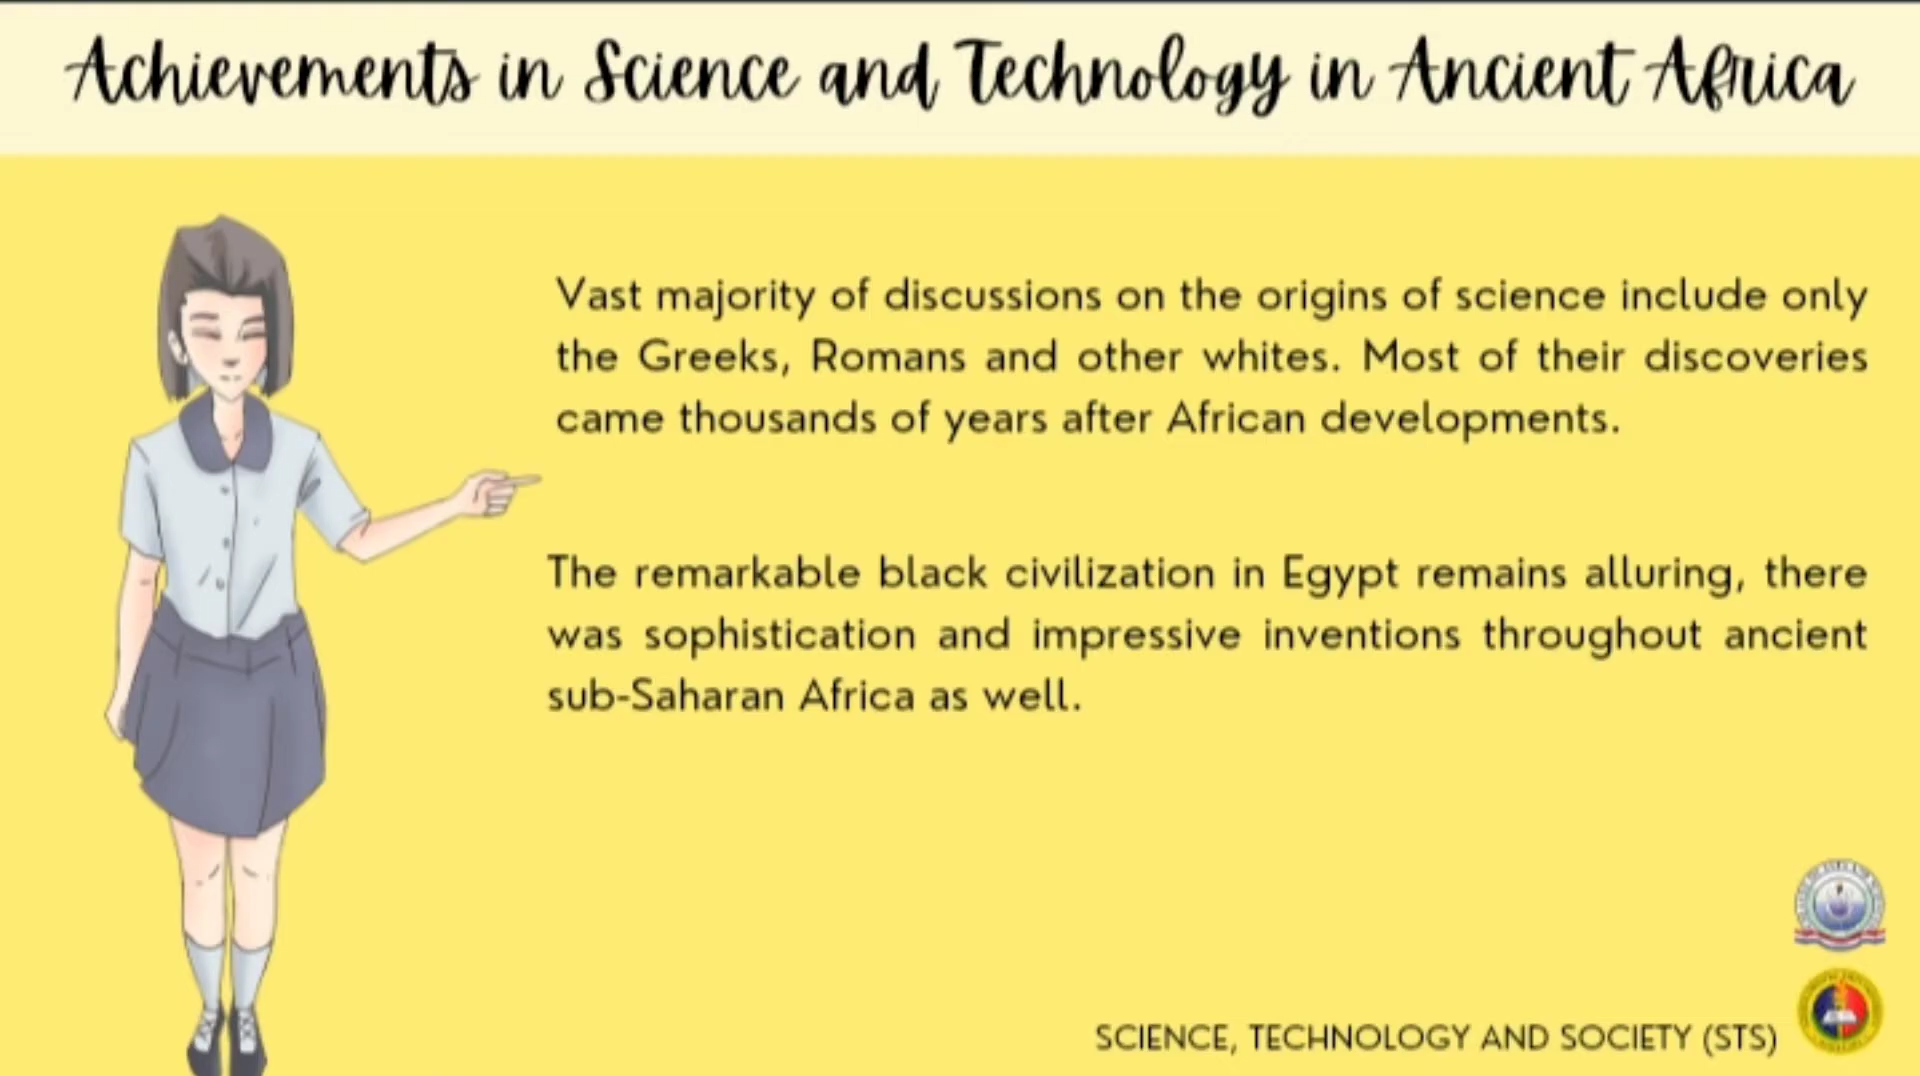 Achievements in Science and Technology in Ancient Africa
Vast majority of discussions on the origins of science include only
the Greeks, Romans and other whites. Most of their discoveries
came thousands of years after African developments.
The remarkable black civilization in Egypt remains alluring, there
was sophistication and impressive inventions throughout ancient
sub-Saharan Africa as well.
SCIENCE, TECHNOLOGY AND SOCIETY (STS)